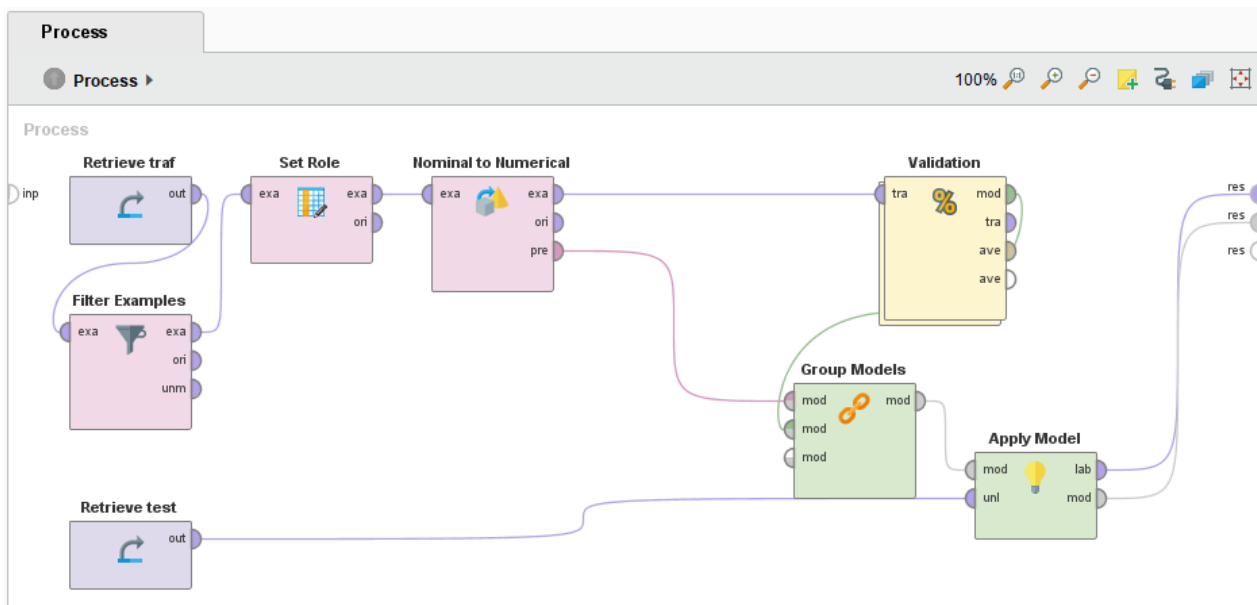 Process
Process
100%
Process
Retrieve traf
Set Role
Nominal to Numerical
Validation
inp
out
exa
exa
ori
exa
exa
ori
pre
tra
mod
tra
ave
ave
res
res
res
Filter Examples
exa
exa
ori
unm
Group Models
mod
mod
mod
mod
Apply Model
mod
lab
unl
mod
Retrieve test
out